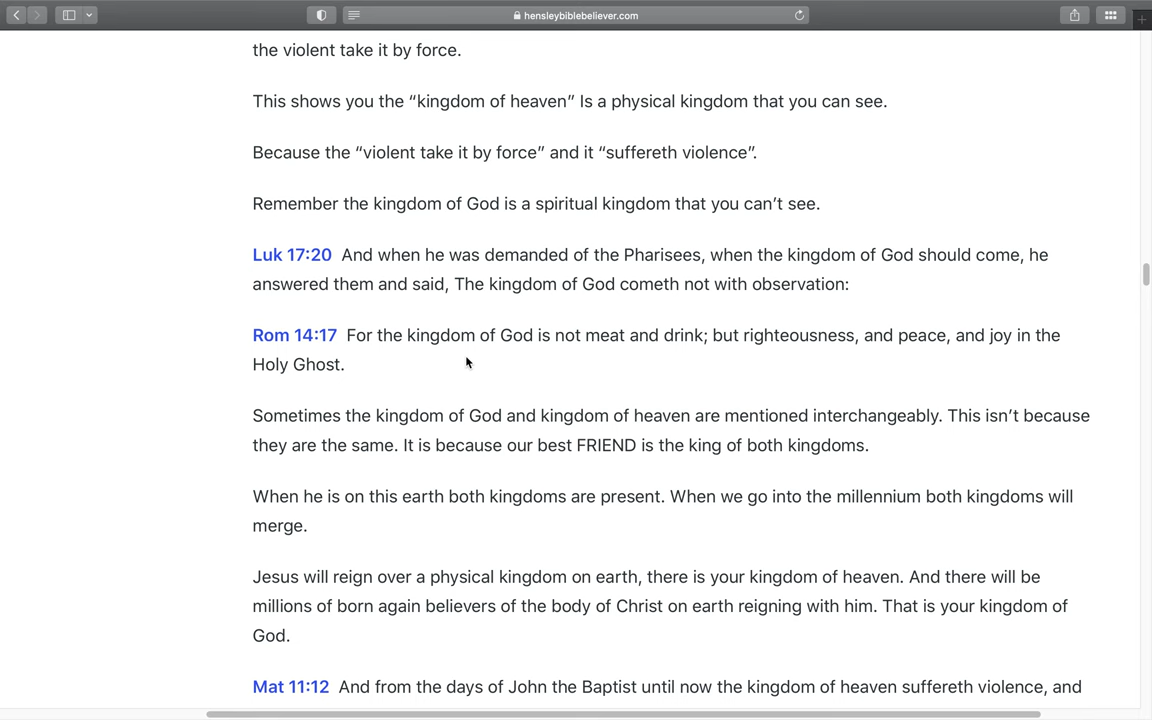 hensleybiblebeliever.com
the violent take it by force.
This shows you the “kingdom of heaven” Is a physical kingdom that you can see.
Because the “violent take it by force” and it “suffereth violence”.
Remember the kingdom of God is a spiritual kingdom that you can’t see.
Luk 17:20 And when he was demanded of the Pharisees, when the kingdom of God should come, he
answered them and said, The kingdom of God cometh not with observation:
Rom 14:17 For the kingdom of God is not meat and drink; but righteousness, and peace, and joy in the
Holy Ghost.
Sometimes the kingdom of God and kingdom of heaven are mentioned interchangeably. This isn’t because
they are the same. It is because our best FRIEND is the king of both kingdoms.
When he is on this earth both kingdoms are present. When we go into the millennium both kingdoms will
merge.
Jesus will reign over a physical kingdom on earth, there is your kingdom of heaven. And there will be
millions of born again believers of the body of Christ on earth reigning with him. That is your kingdom of
God.
Mat 11:12 And from the days of John the Baptist until now the kingdom of heaven suffereth violence, and